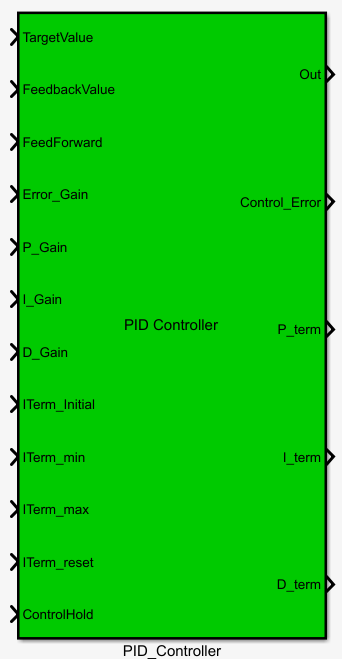 TargetValue
FeedbackValue
FeedForward
Error_Gain
P_Gain
I_Gain
D_Gain
ITerm_Initial
ITerm_min
ITerm_max
ITerm_reset
ControlHold
PID Controller
Out
Control_Error
P_term
I_term
D_term
PID_Controller